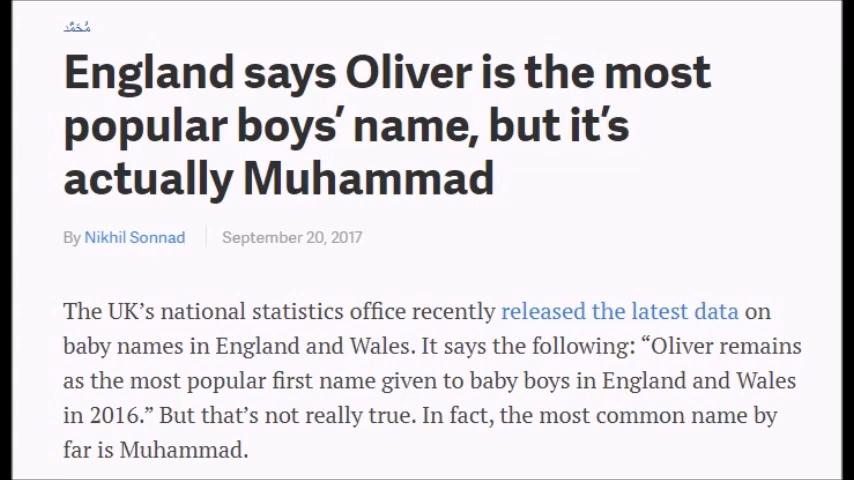 مُحَمَّد
England says Oliver is the most
popular boys’ name, but it’s
actually Muhammad
By Nikhil Sonnad September 20, 2017
The UK’s national statistics office recently released the latest data on
baby names in England and Wales. It says the following: “Oliver remains
as the most popular first name given to baby boys in England and Wales
in 2016.” But that’s not really true. In fact, the most common name by
far is Muhammad.